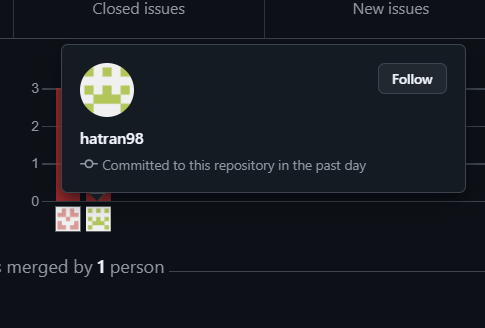 Closed issues
New issues
Follow
hatran98
Committed to this repository in the past day
3
2
1
0
s merged by 1 person